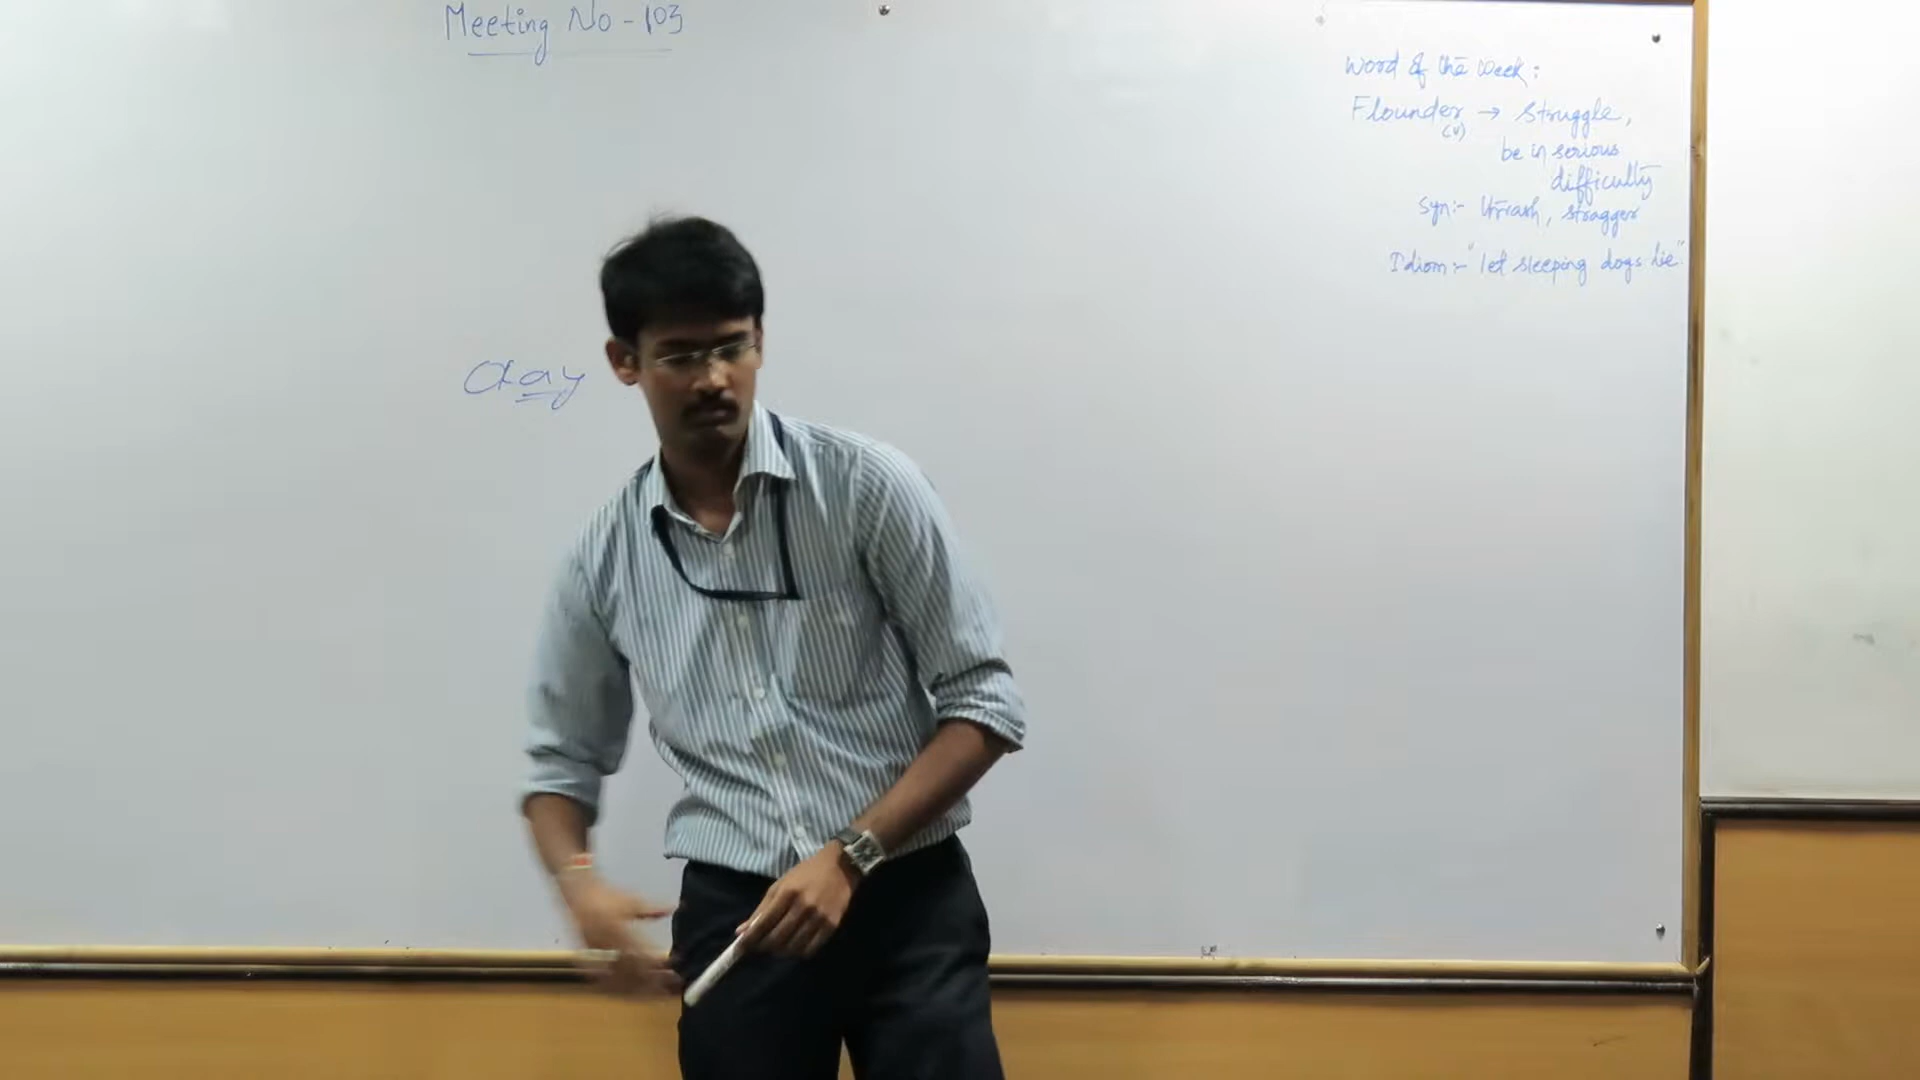 Meeting No - 103
Word of the Week :
Flounder → Struggle,
(v)
be in serious
difficulty
Syn:- thrash, stragger
Idiom:- "let sleeping dogs lie"
Okay